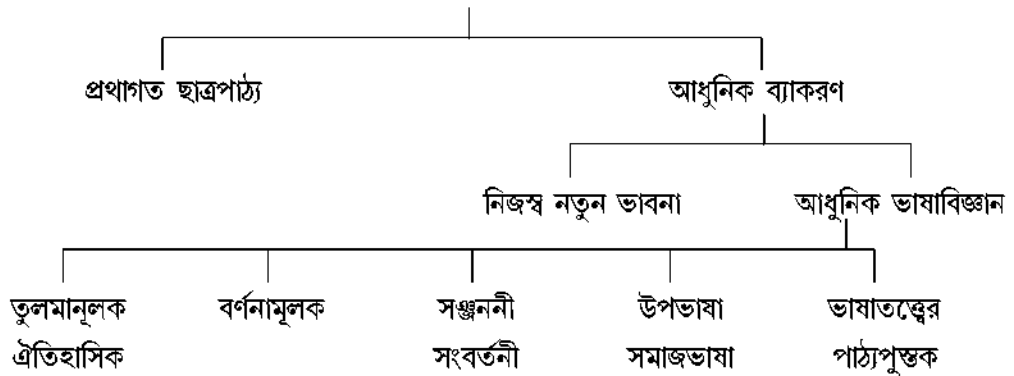 প্রথাগত ছাত্রপাঠ্য আধুনিক ব্যাকরণ
নিজস্ব নতুন ভাবনা আধুনিক ভাষাবিজ্ঞান
তুলমানূলক বর্ণনামূলক সঞ্জননী উপভাষা ভাষাতত্ত্বের
ঐতিহাসিক সংবর্তনী সমাজভাষা পাঠ্যপুস্তক